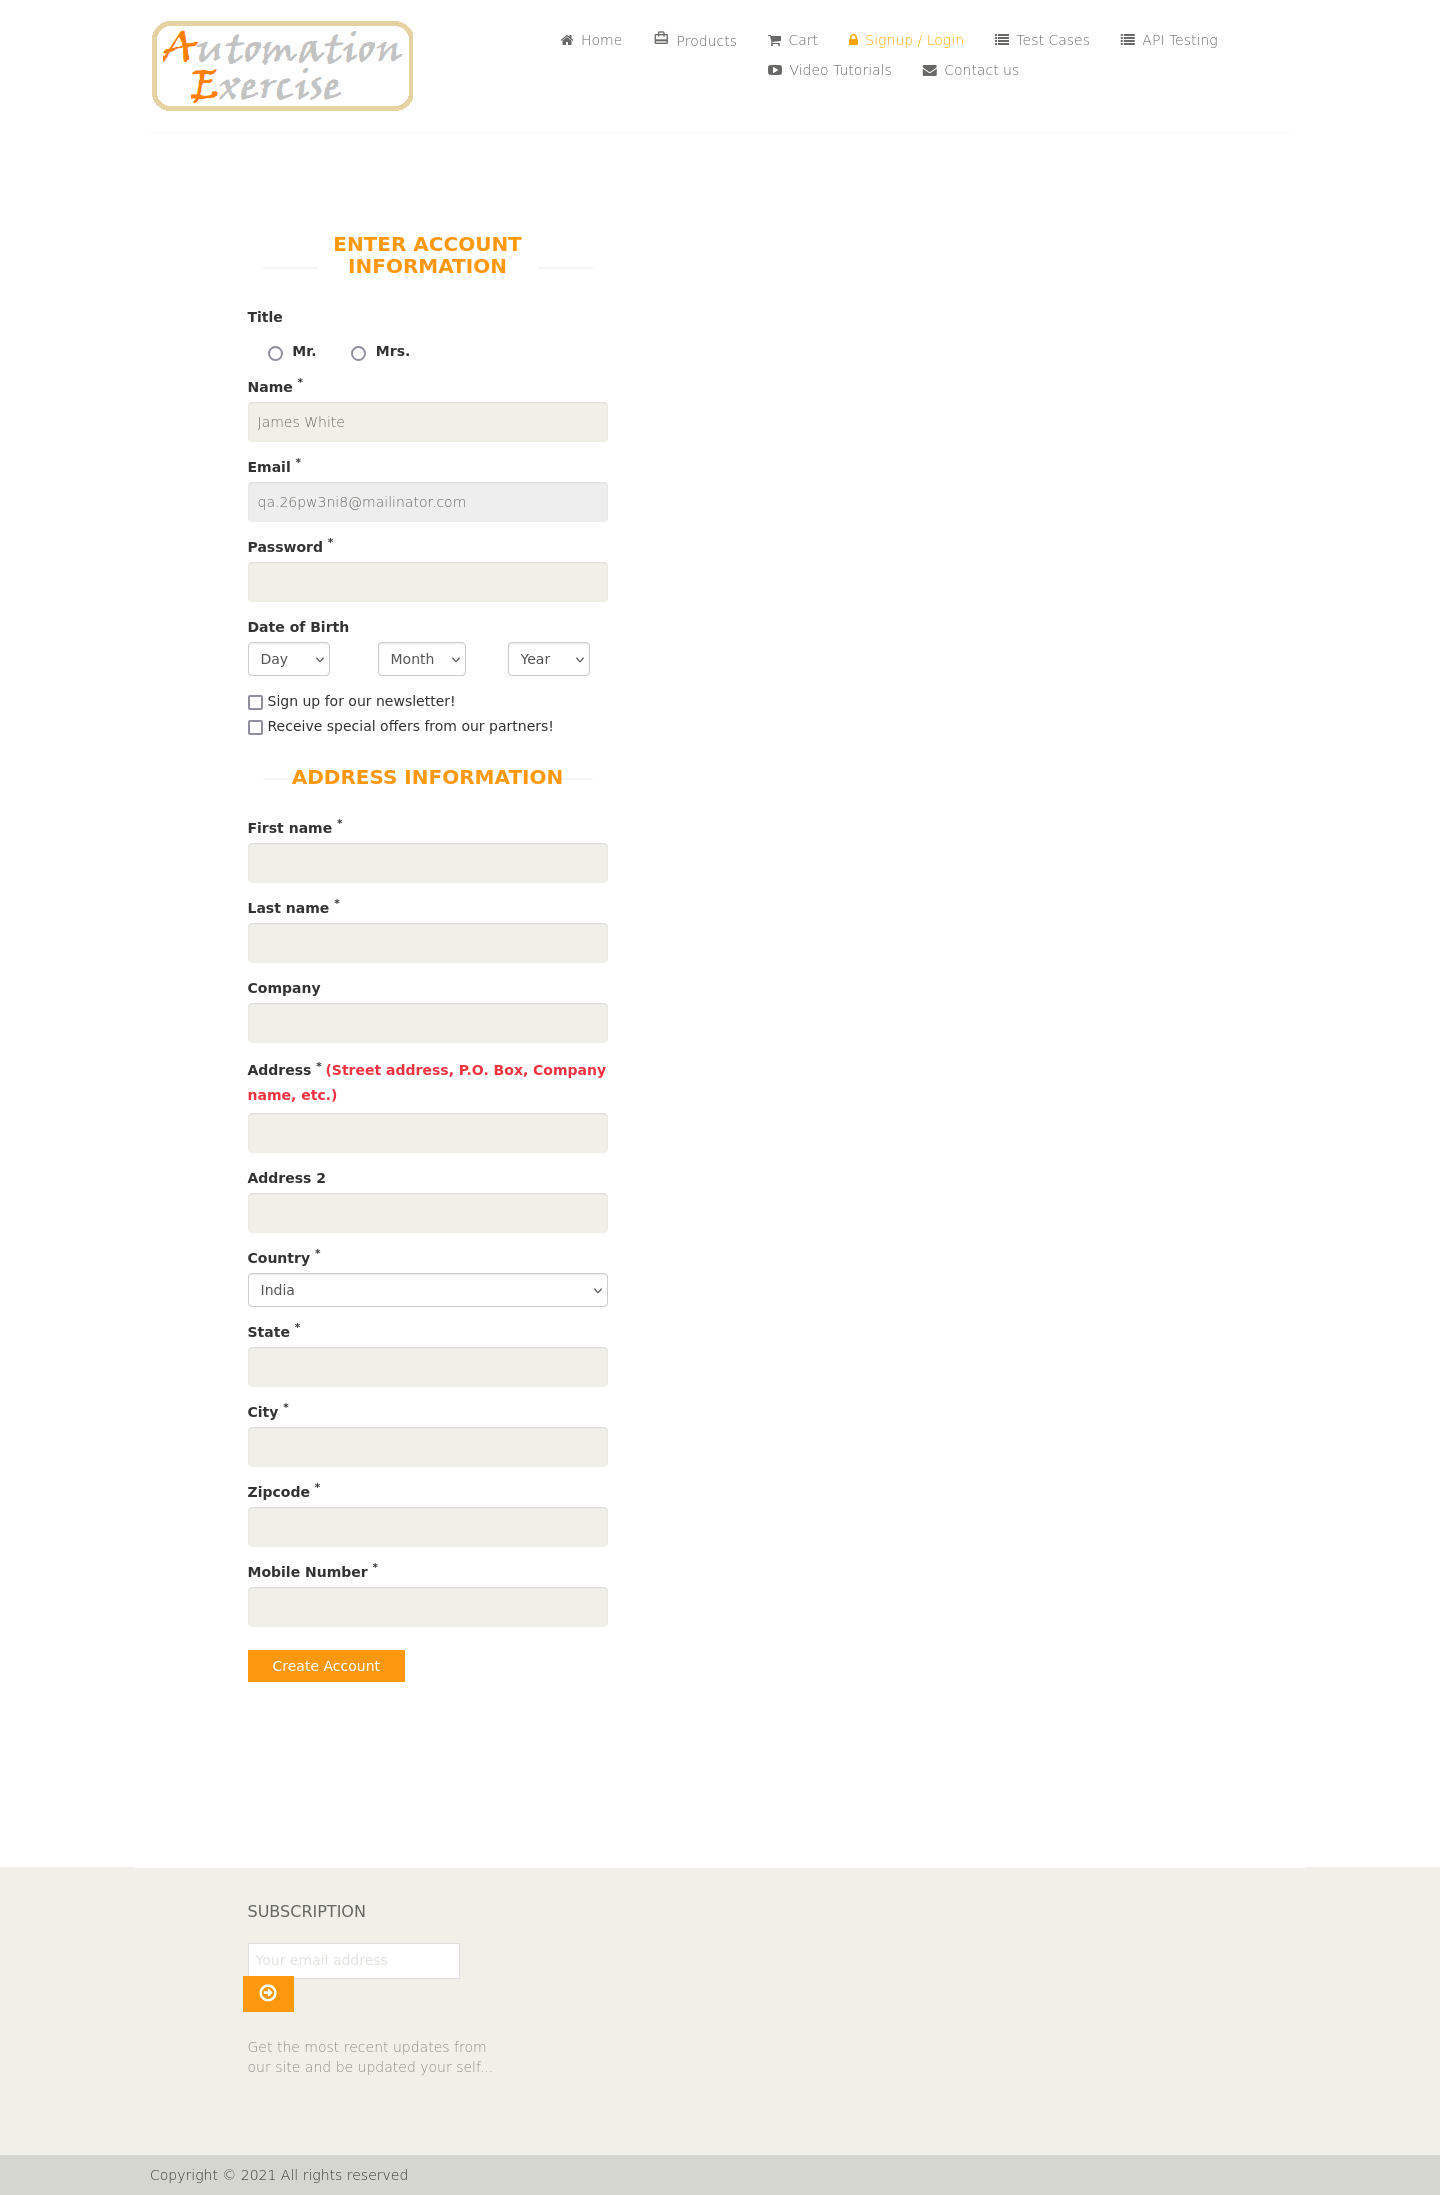 Automation
Exercise
Home
Products
Cart
Signup / Login
Test Cases
API Testing
Video Tutorials
Contact us
ENTER ACCOUNT
INFORMATION
Title
Mr.
Mrs.
Name *
James White
Email *
qa.26pw3ni8@mailinator.com
Password *
Date of Birth
Day
Month
Year
Sign up for our newsletter!
Receive special offers from our partners!
ADDRESS INFORMATION
First name *
Last name *
Company
Address * (Street address, P.O. Box, Company
name, etc.)
Address 2
Country *
India
State *
City *
Zipcode *
Mobile Number *
Create Account
SUBSCRIPTION
Your email address
Get the most recent updates from
our site and be updated your self...
Copyright © 2021 All rights reserved